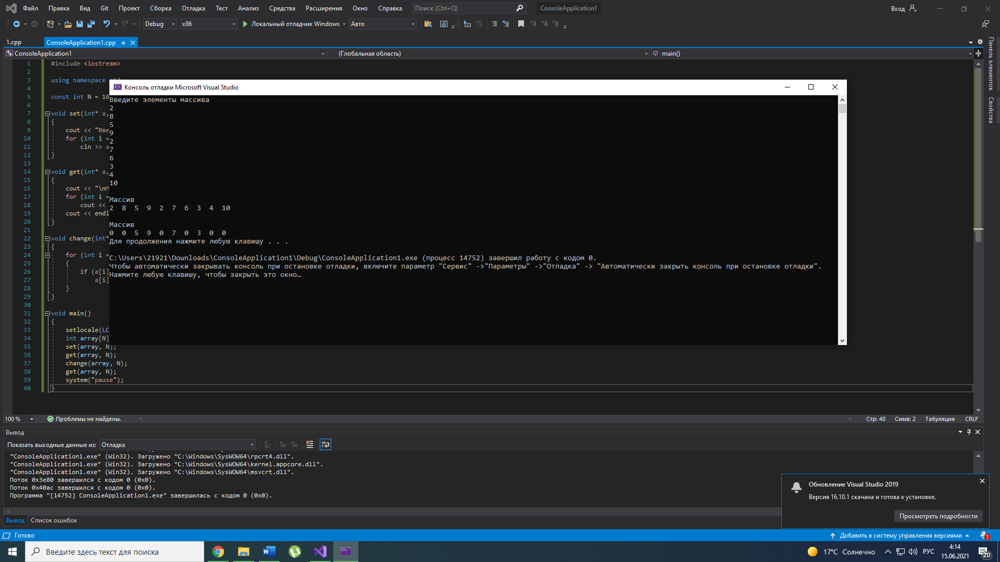 Файл Правка Вид Git Проект Сборка Отладка Тест Анализ Средства Расширения Окно Справка Поиск (Ctrl+Q) ConsoleApplication1 Вход
Debug x86 Локальный отладчик Windows Авто
1.cpp ConsoleApplication1.cpp
ConsoleApplication1 (Глобальная область) main()
Панель элементов
Свойства
1 #include <iostream>
2
3 using namespace
4
5 const int N = 10
6
7 void set(int* a,
8 {
9 cout << "Вве
10 for (int i =
11 cin >> a
12 }
13
14 void get(int* a,
15 {
16 cout << "\nМ
17 for (int i =
18 cout <<
19 cout << endl
20 }
21
22 void change(int*
23 {
24 for (int i =
25 {
26 if (a[i]
27 a[i]
28 }
29 }
30
31 void main()
32 {
33 setlocale(LC
34 int array[N]
35 set(array, N);
36 get(array, N);
37 change(array, N);
38 get(array, N);
39 system("pause");
40 }
Консоль отладки Microsoft Visual Studio
Введите элементы массива
2
8
5
9
2
7
6
3
4
10
Массив
2 8 5 9 2 7 6 3 4 10
Массив
0 0 5 9 0 7 0 3 0 0
Для продолжения нажмите любую клавишу . . .
C:\Users\21921\Downloads\ConsoleApplication1\Debug\ConsoleApplication1.exe (процесс 14752) завершил работу с кодом 0.
Чтобы автоматически закрывать консоль при остановке отладки, включите параметр "Сервис" ->"Параметры" ->"Отладка" -> "Автоматически закрыть консоль при остановке отладки".
Нажмите любую клавишу, чтобы закрыть это окно…
100 % Проблемы не найдены. Стр: 40 Симв: 2 Табуляция CRLF
Вывод
Показать выходные данные из: Отладка
"ConsoleApplication1.exe" (Win32). Загружено "C:\Windows\SysWOW64\rpcrt4.dll".
"ConsoleApplication1.exe" (Win32). Загружено "C:\Windows\SysWOW64\kernel.appcore.dll".
"ConsoleApplication1.exe" (Win32). Загружено "C:\Windows\SysWOW64\msvcrt.dll".
Поток 0x3e80 завершился с кодом 0 (0x0).
Поток 0x40ac завершился с кодом 0 (0x0).
Программа "[14752] ConsoleApplication1.exe" завершилась с кодом 0 (0x0).
Обновление Visual Studio 2019
Версия 16.10.1 скачана и готова к установке.
Просмотреть подробности
Вывод Список ошибок
Готово Добавить в систему управления версиями 1
Введите здесь текст для поиска 17°C Солнечно РУС 4:14
15.06.2021 20